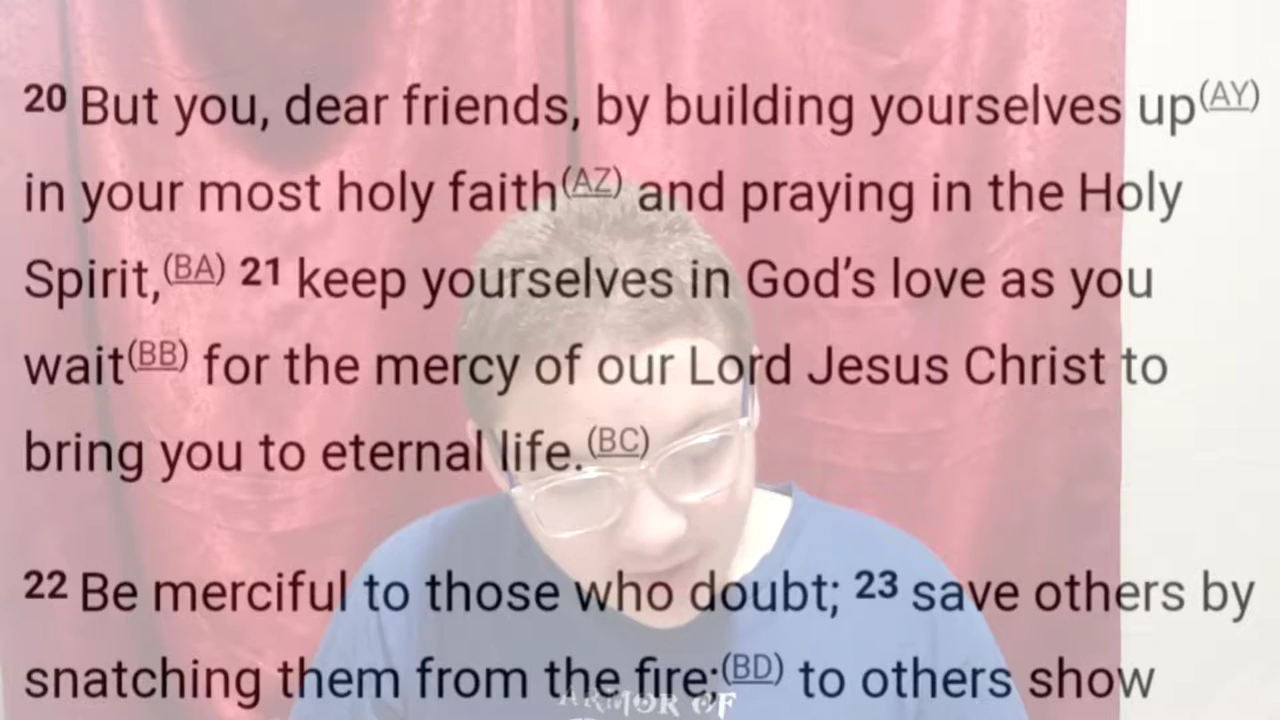 20 But you, dear friends, by building yourselves up(AY)
in your most holy faith(AZ) and praying in the Holy
Spirit,(BA) 21 keep yourselves in God's love as you
wait(BB) for the mercy of our Lord Jesus Christ to
bring you to eternal life.(BC)
22 Be merciful to those who doubt; 23 save others by
snatching them from the fire;(BD) to others show
ARMOR OF